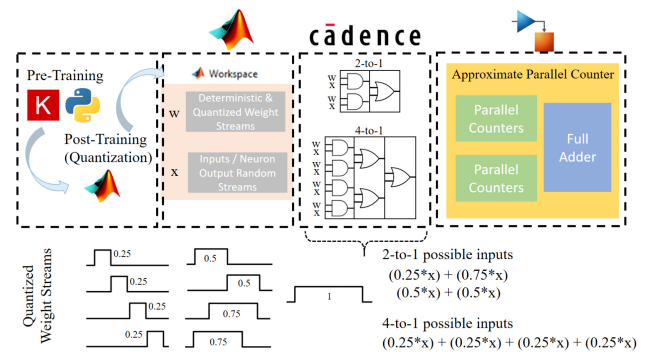 cādence
Pre-Training
K
Post-Training
(Quantization)
Workspace
W
Deterministic &
Quantized Weight
Streams
X
Inputs / Neuron
Output Random
Streams
2-to-1
W
X
W
X
4-to-1
W
X
W
X
W
X
W
X
Approximate Parallel Counter
Parallel
Counters
Parallel
Counters
Full
Adder
Quantized
Weight Streams
0.25
0.25
0.25
0.25
0.5
0.5
0.75
0.75
1
2-to-1 possible inputs
(0.25*x) + (0.75*x)
(0.5*x) + (0.5*x)
4-to-1 possible inputs
(0.25*x) + (0.25*x) + (0.25*x) + (0.25*x)